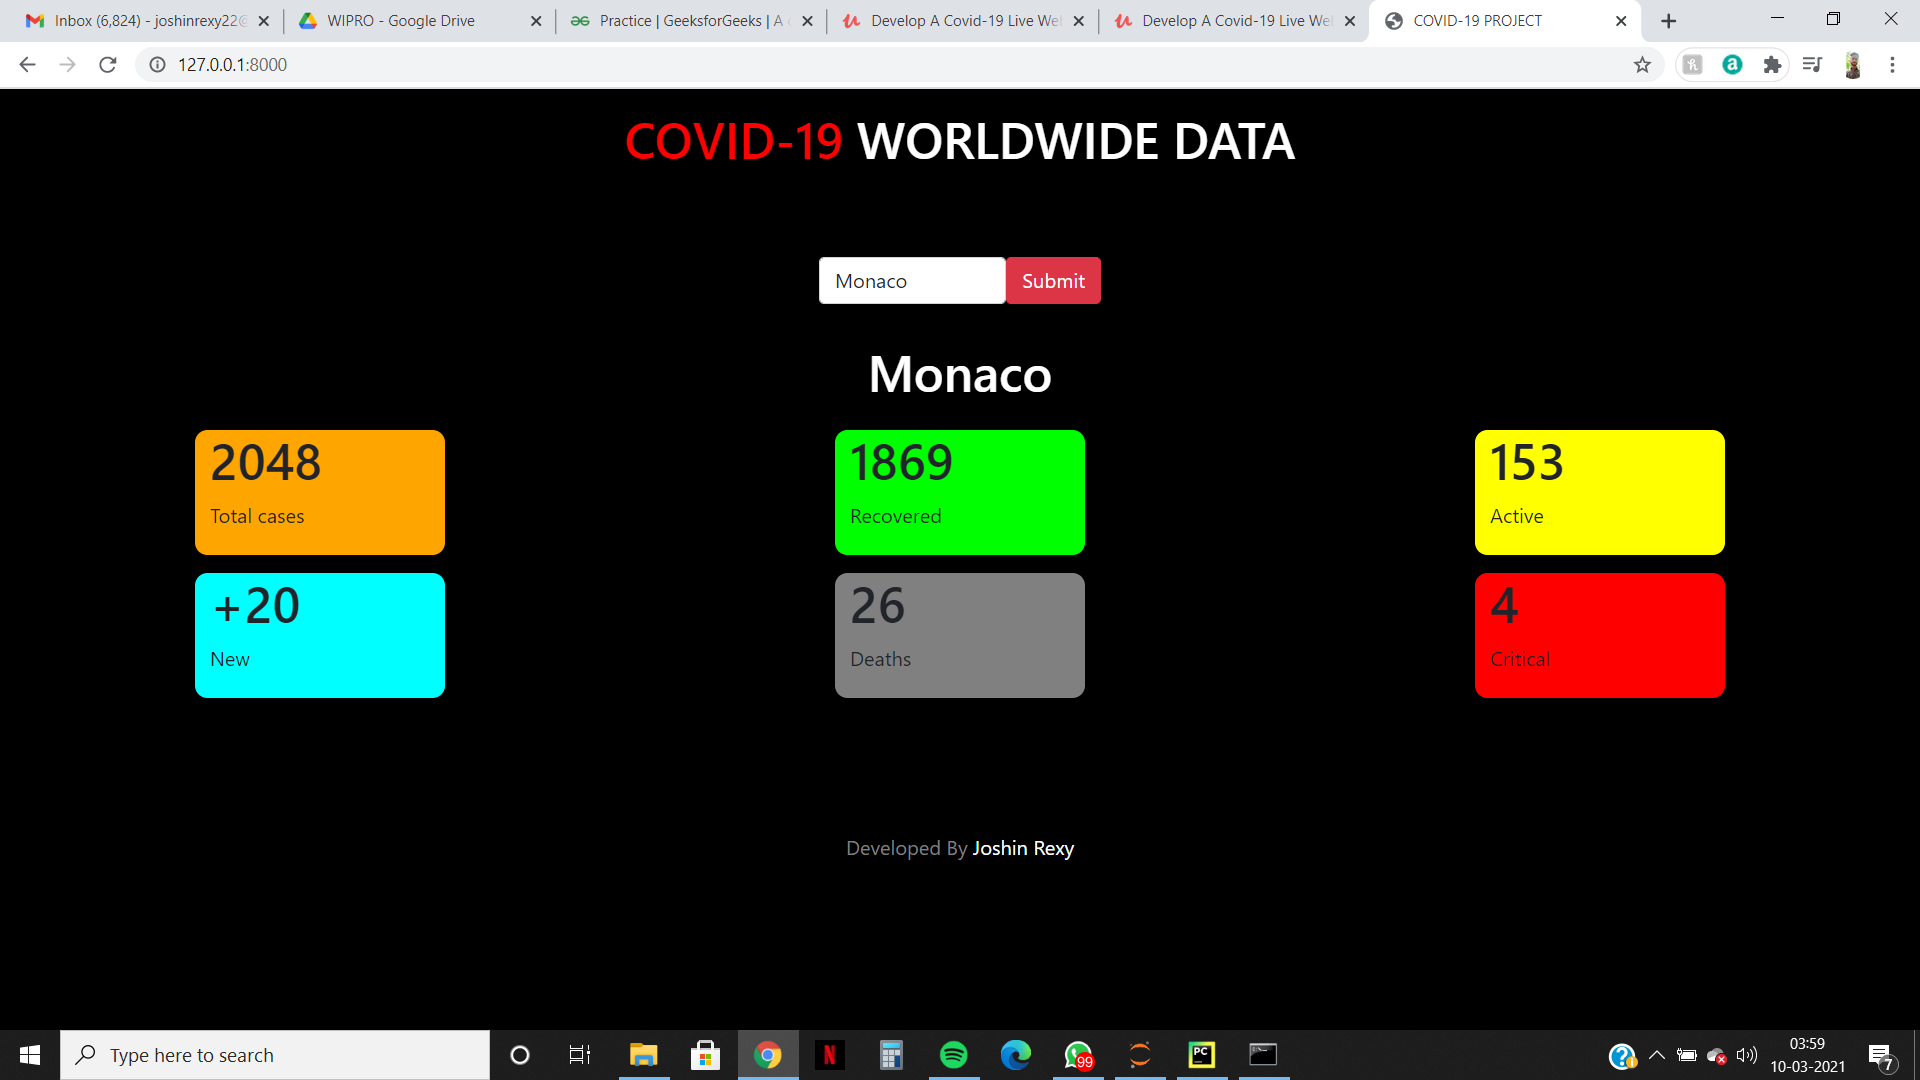 Inbox (6,824) - joshinrexy22@
WIPRO - Google Drive
Practice | GeeksforGeeks | A c
Develop A Covid-19 Live Web
Develop A Covid-19 Live Web
COVID-19 PROJECT
127.0.0.1:8000
COVID-19 WORLDWIDE DATA
Monaco
Submit
Monaco
2048
Total cases
1869
Recovered
153
Active
+20
New
26
Deaths
4
Critical
Developed By Joshin Rexy
Type here to search
99
PC
03:59
10-03-2021
7